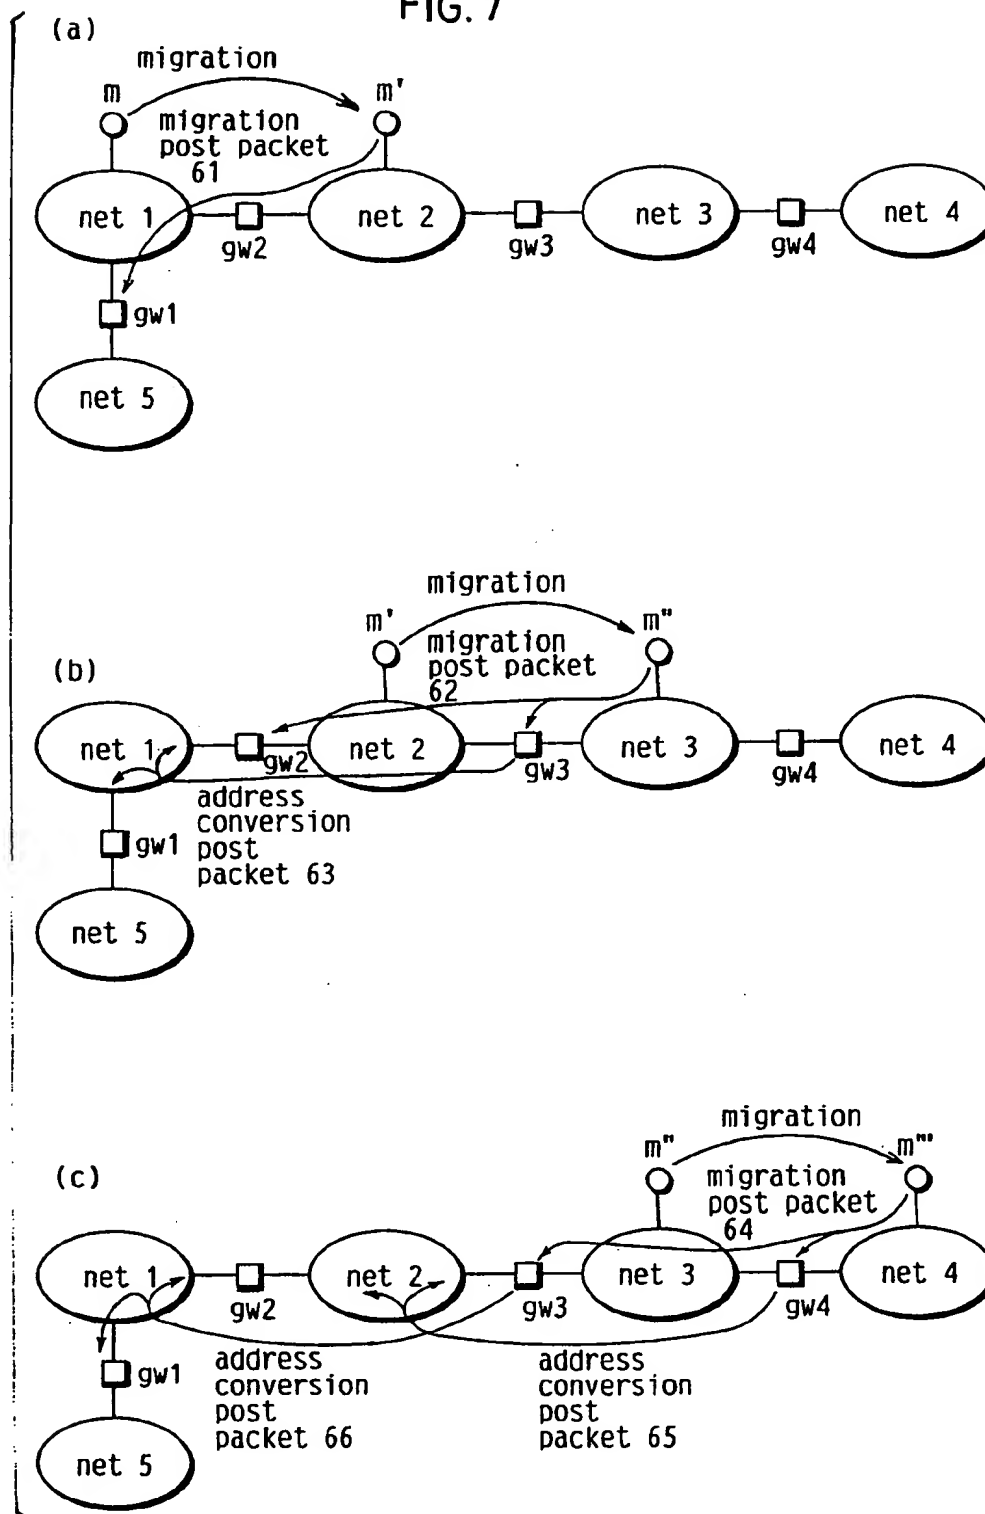 FIG. 7
(a)
migration
m
m'
migration
post packet
61
net 1
net 2
net 3
net 4
gw2
gw3
gw4
gw1
net 5
migration
m'
m"
(b)
migration
post packet
62
net 1
net 2
net 3
net 4
gw2
gw3
gw4
address
conversion
post
packet 63
gw1
net 5
migration
m"
m"'
(c)
migration
post packet
64
net 1
net 2
net 3
net 4
gw2
gw3
gw4
address
conversion
post
packet 66
address
conversion
post
packet 65
gw1
net 5